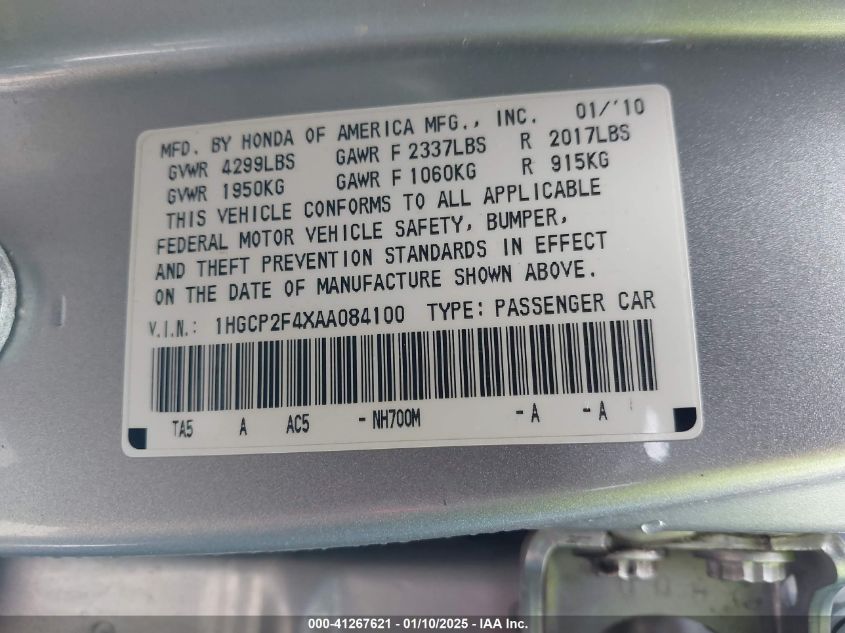 MFD. BY HONDA OF AMERICA MFG., INC. 01/'10
GVWR 4299LBS GAWR F 2337LBS R 2017LBS
GVWR 1950KG GAWR F 1060KG R 915KG
THIS VEHICLE CONFORMS TO ALL APPLICABLE
FEDERAL MOTOR VEHICLE SAFETY, BUMPER,
AND THEFT PREVENTION STANDARDS IN EFFECT
ON THE DATE OF MANUFACTURE SHOWN ABOVE.
V.I.N.: 1HGCP2F4XAA084100 TYPE: PASSENGER CAR
TA5 A AC5 - NH700M - A - A
000-41267621 - 01/10/2025 - IAA Inc.